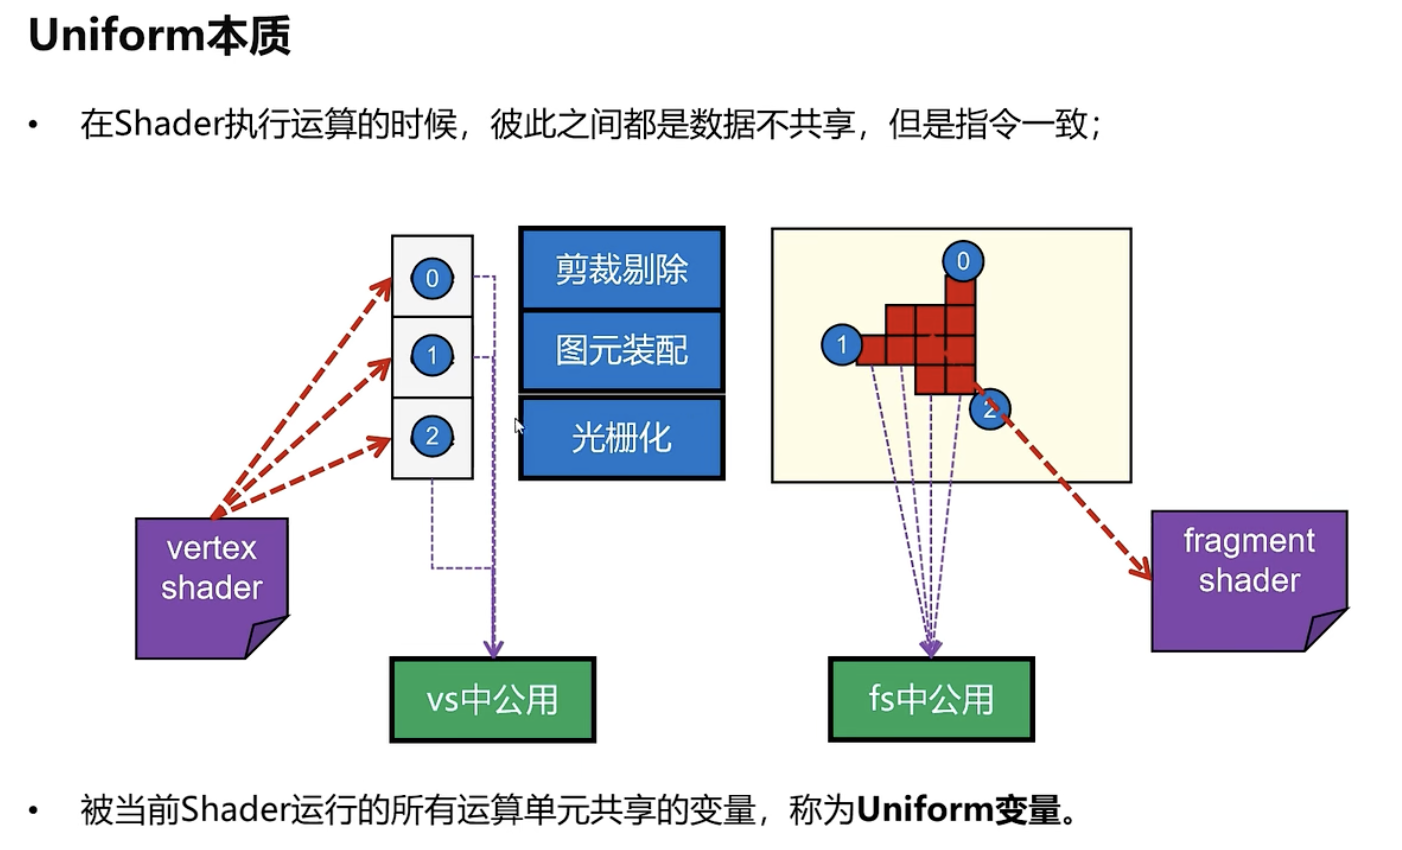 Uniform本质
• 在Shader执行运算的时候，彼此之间都是数据不共享，但是指令一致；
0
1
2
剪裁剔除
图元装配
光栅化
0
1
2
vertex
shader
fragment
shader
vs中公用
fs中公用
• 被当前Shader运行的所有运算单元共享的变量，称为Uniform变量。